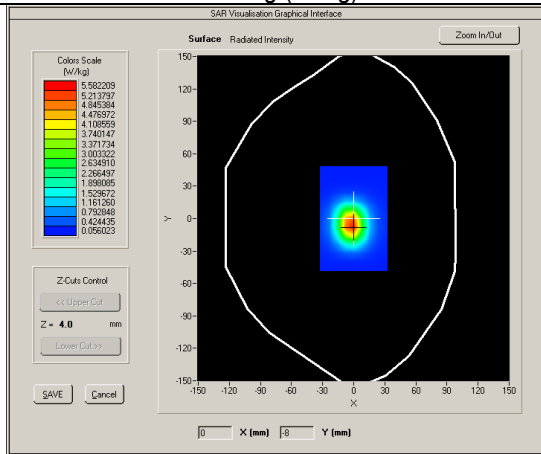 SAR Visualisation Graphical Interface
Surface Radiated Intensity
Zoom In/Out
Colors Scale
(W/kg)
5.582209
5.213797
4.845384
4.476972
4.108559
3.740147
3.371734
3.003322
2.634910
2.266497
1.898085
1.529672
1.161260
0.792848
0.424435
0.056023
Z-Cuts Control
<< Upper Cut
Z = 4.0 mm
Lower Cut >>
SAVE Cancel
150-
120-
90-
60-
30-
Y 0-
-30-
-60-
-90-
-120-
-150-
-150 -120 -90 -60 -30 0 30 60 90 120 150
X
0 X (mm) -8 Y (mm)